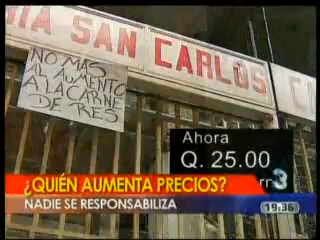 IA SAN CARLOS
NO MAS
AL AUMENTO
A LA CARNE
DE RES
Ahora
Q. 25.00
3
¿QUIÉN AUMENTA PRECIOS?
NADIE SE RESPONSABILIZA
19:36